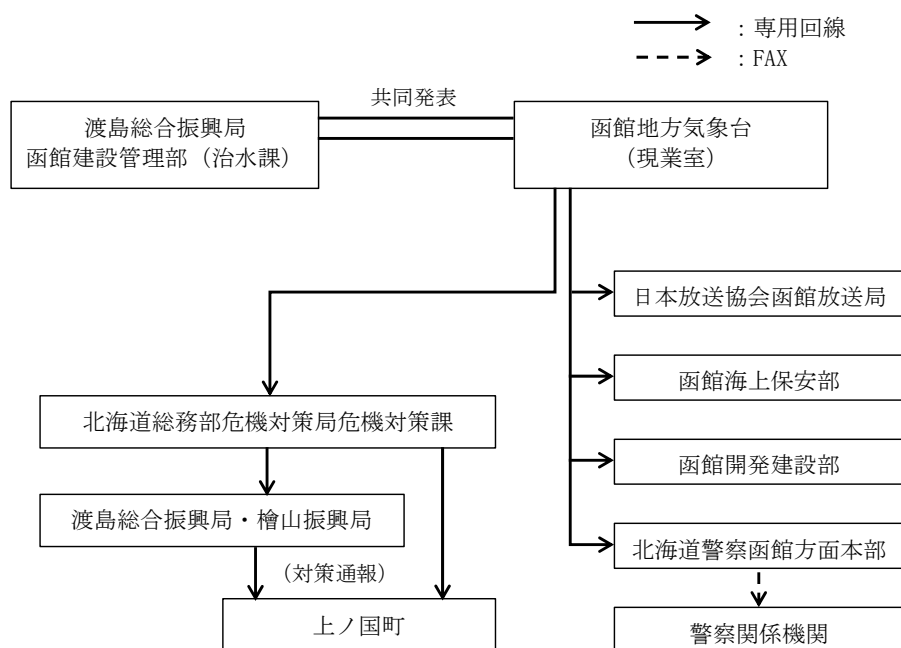 ：専用回線
：FAX
共同発表
渡島総合振興局
函館建設管理部（治水課）
函館地方気象台
（現業室）
日本放送協会函館放送局
函館海上保安部
北海道総務部危機対策局危機対策課
函館開発建設部
渡島総合振興局・檜山振興局
北海道警察函館方面本部
（対策通報）
上ノ国町
警察関係機関